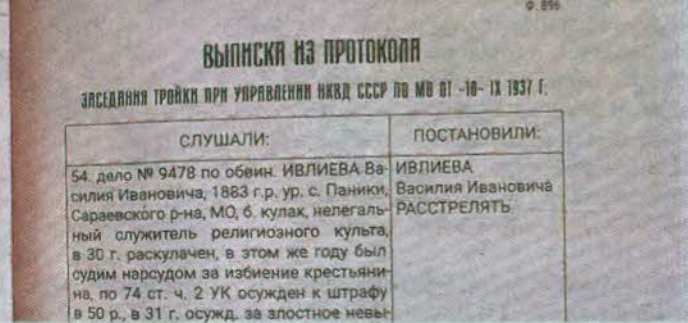 Ф. 896
ВЫПИСКА ИЗ ПРОТОКОЛА
ЗАСЕДАНИЯ ТРОЙКИ ПРИ УПРАВЛЕНИИ НКВД СССР ПО МО ОТ -10- IX 1937 Г.
СЛУШАЛИ:
54. дело № 9478 по обвин. ИВЛИЕВА Ва-
силия Ивановича, 1883 г.р. ур. с. Паники,
Сараевского р-на, МО, б. кулак, нелегаль-
ный служитель религиозного культа,
в 30 г. раскулачен, в этом же году был
судим нарсудом за избиение крестьяни-
на, по 74 ст. ч. 2 УК осужден к штрафу
в 50 р., в 31 г. осужд. за злостное невы-
ПОСТАНОВИЛИ:
ИВЛИЕВА
Василия Ивановича
РАССТРЕЛЯТЬ